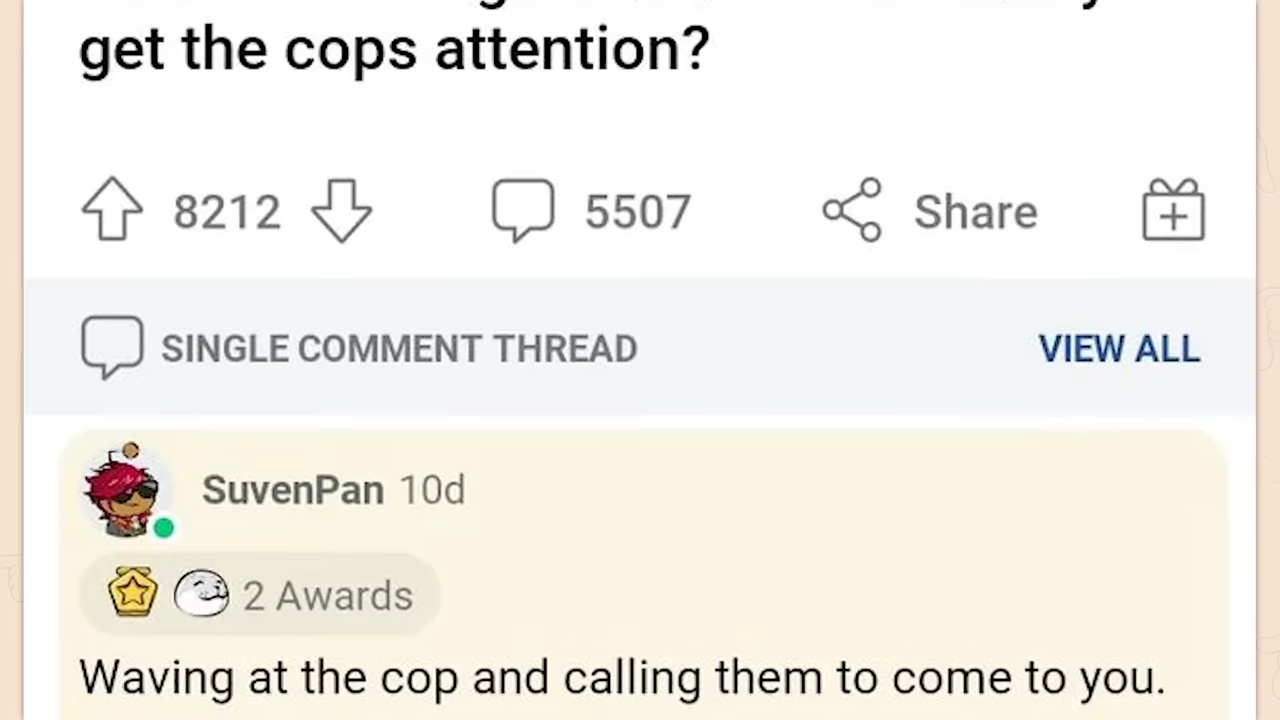 get the cops attention?
8212
5507
Share
SINGLE COMMENT THREAD
VIEW ALL
SuvenPan 10d
2 Awards
Waving at the cop and calling them to come to you.